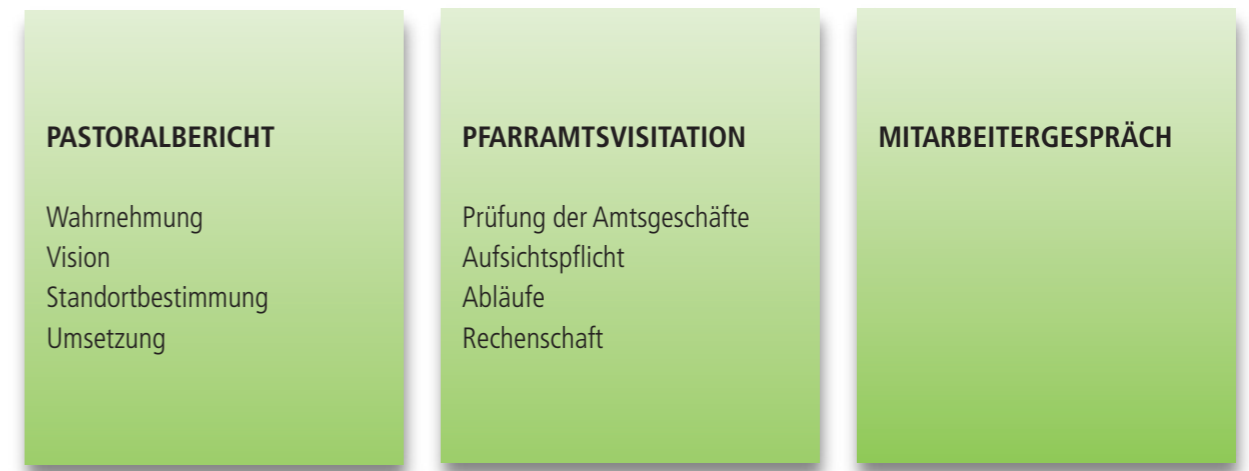 PASTORALBERICHT
Wahrnehmung
Vision
Standortbestimmung
Umsetzung
PFARRAMTSVISITATION
Prüfung der Amtsgeschäfte
Aufsichtspflicht
Abläufe
Rechenschaft
MITARBEITERGESPRÄCH